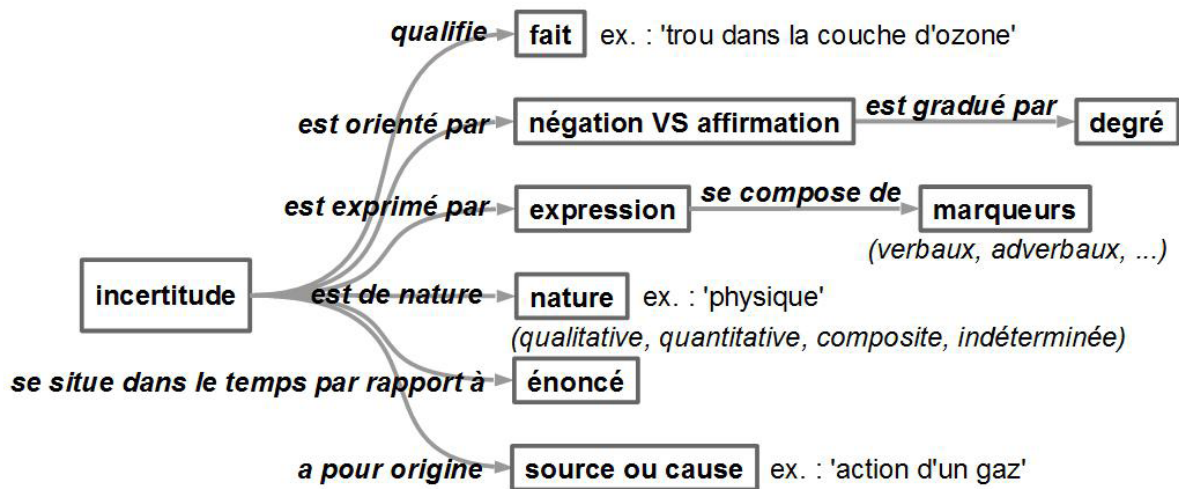 qualifie
fait ex. : 'trou dans la couche d'ozone'
est orienté par
négation VS affirmation
est gradué par
degré
est exprimé par
expression
se compose de
marqueurs
(verbaux, adverbaux, ...)
incertitude
est de nature
nature ex. : 'physique'
(qualitative, quantitative, composite, indéterminée)
se situe dans le temps par rapport à
énoncé
a pour origine
source ou cause ex. : 'action d'un gaz'